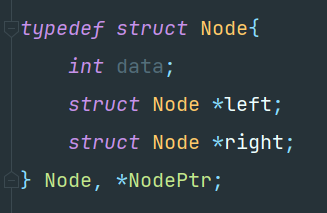 typedef struct Node{
    int data;
    struct Node *left;
    struct Node *right;
} Node, *NodePtr;